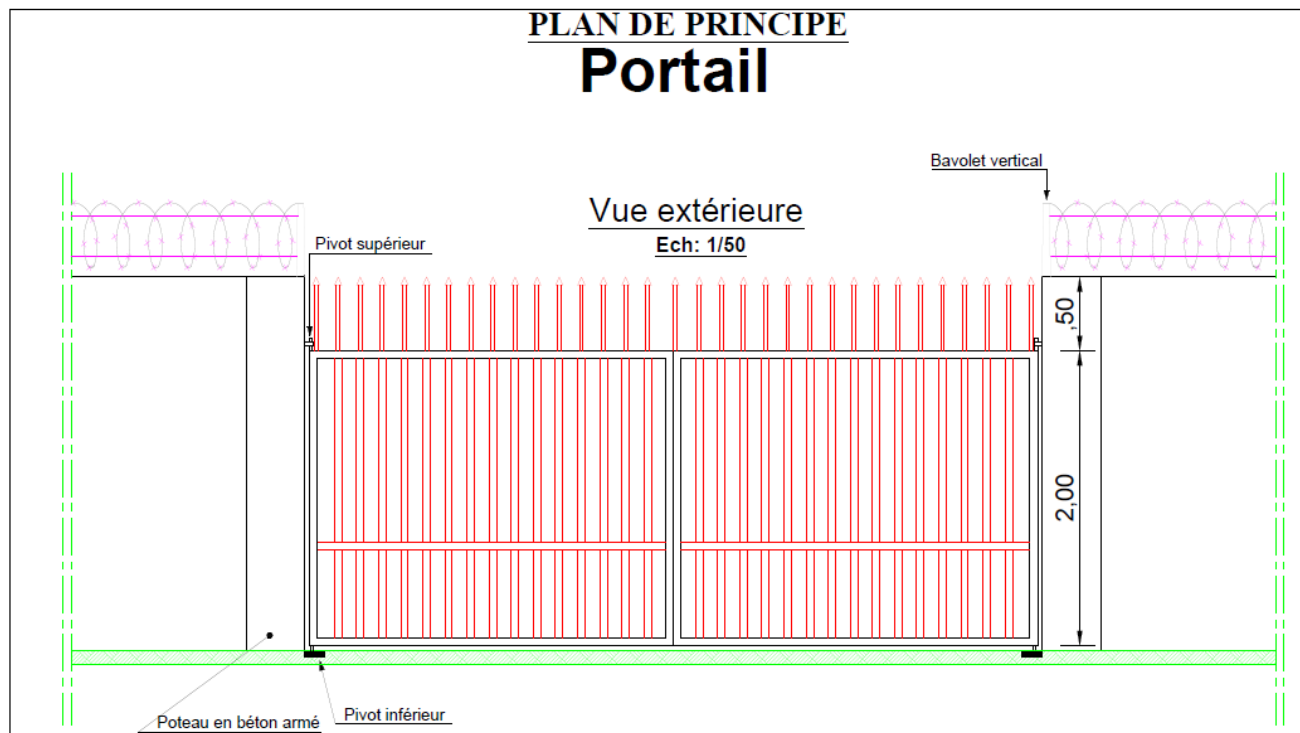 PLAN DE PRINCIPE
Portail
Bavolet vertical
Vue extérieure
Ech: 1/50
Pivot supérieur
,50
2,00
Poteau en béton armé
Pivot inférieur